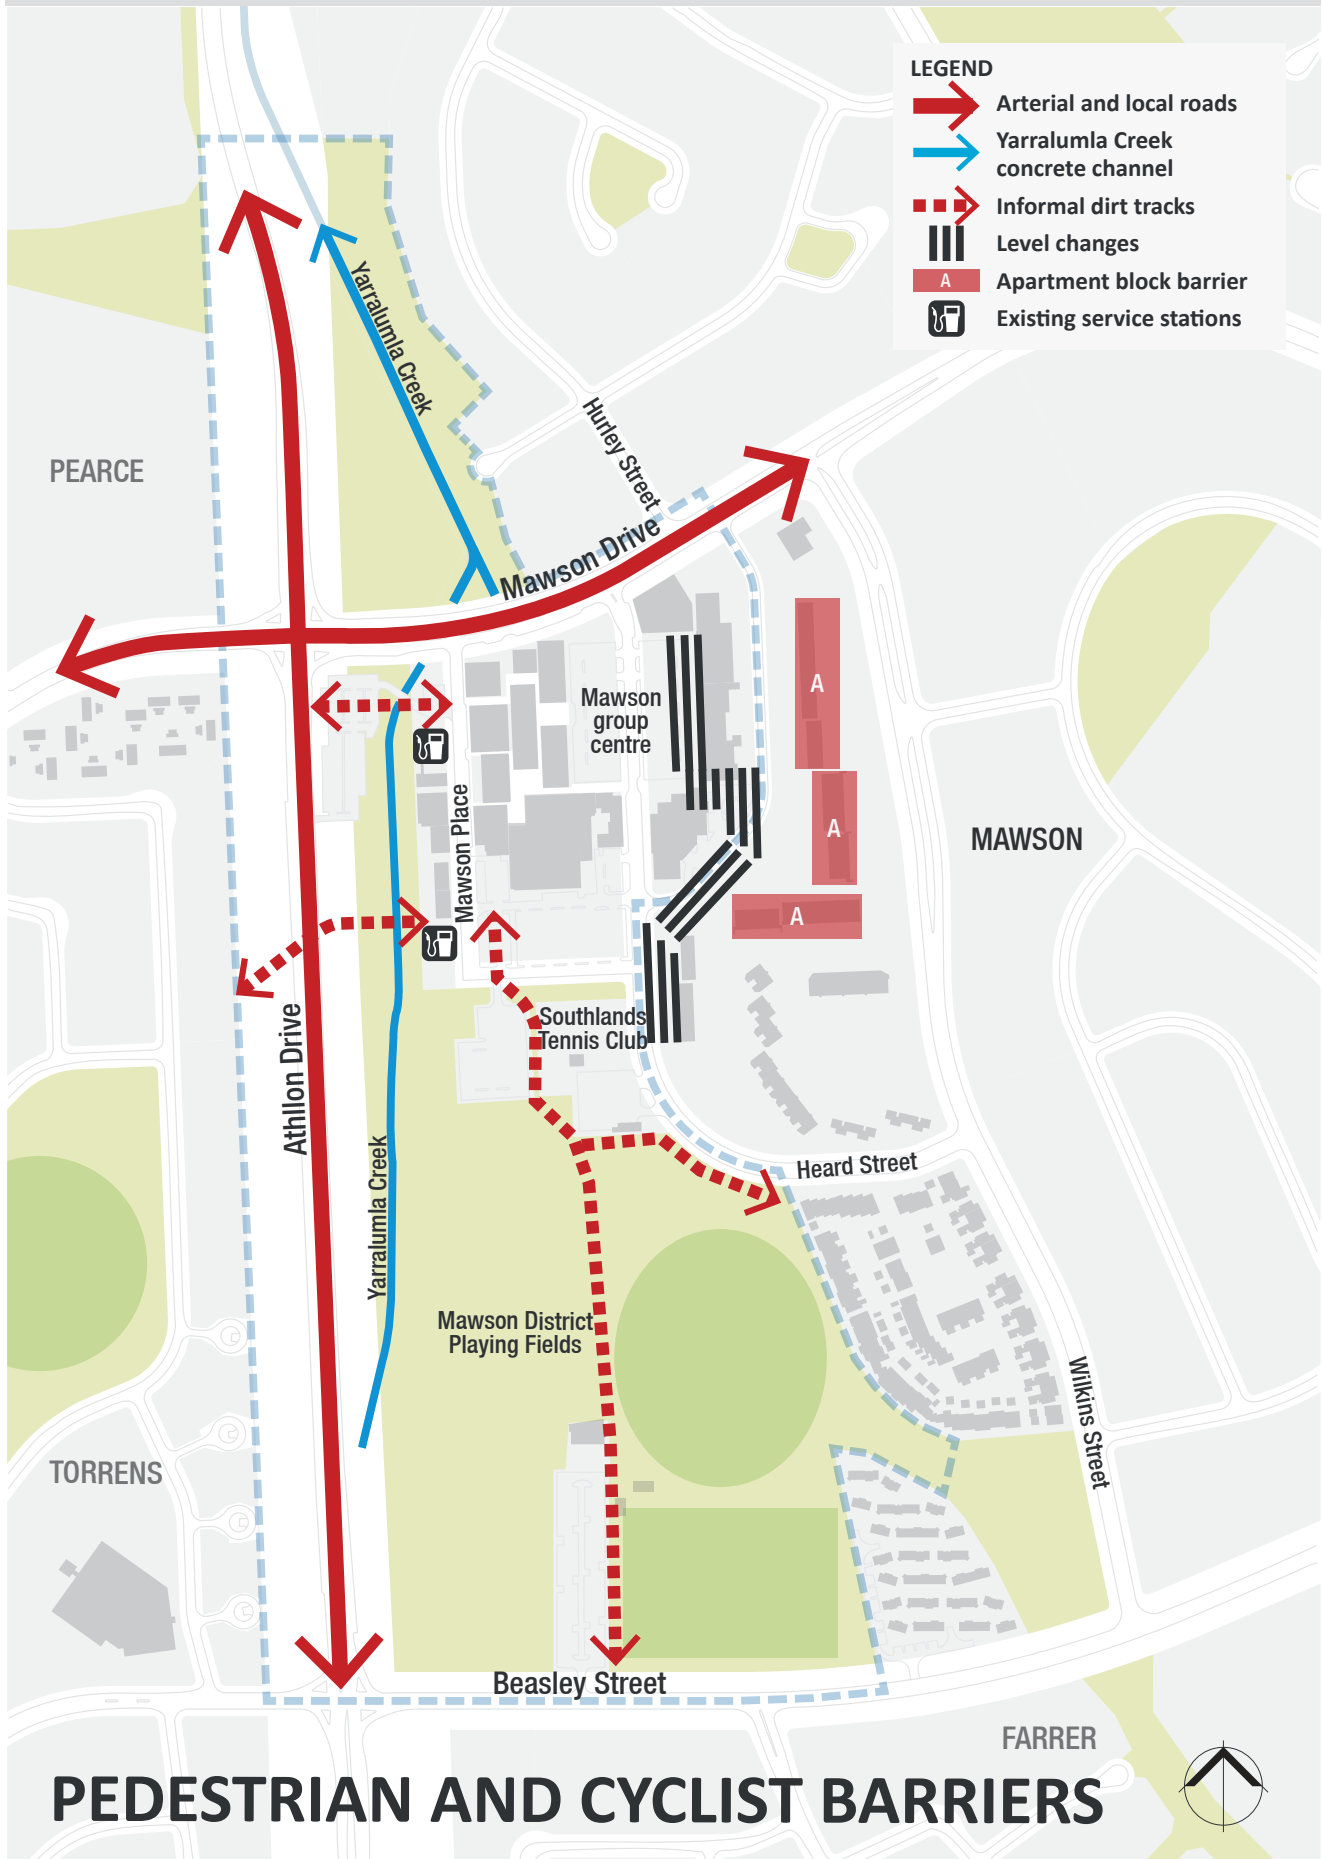 LEGEND
Arterial and local roads
Yarralumla Creek
concrete channel
Informal dirt tracks
Level changes
A
Apartment block barrier
Existing service stations
Yarralumla Creek
Hurley Street
PEARCE
Mawson Drive
Mawson
group
centre
A
Mawson Place
A
MAWSON
A
Athllon Drive
Southlands
Tennis Club
Yarralumla Creek
Heard Street
Mawson District
Playing Fields
Wilkins Street
TORRENS
Beasley Street
FARRER
PEDESTRIAN AND CYCLIST BARRIERS